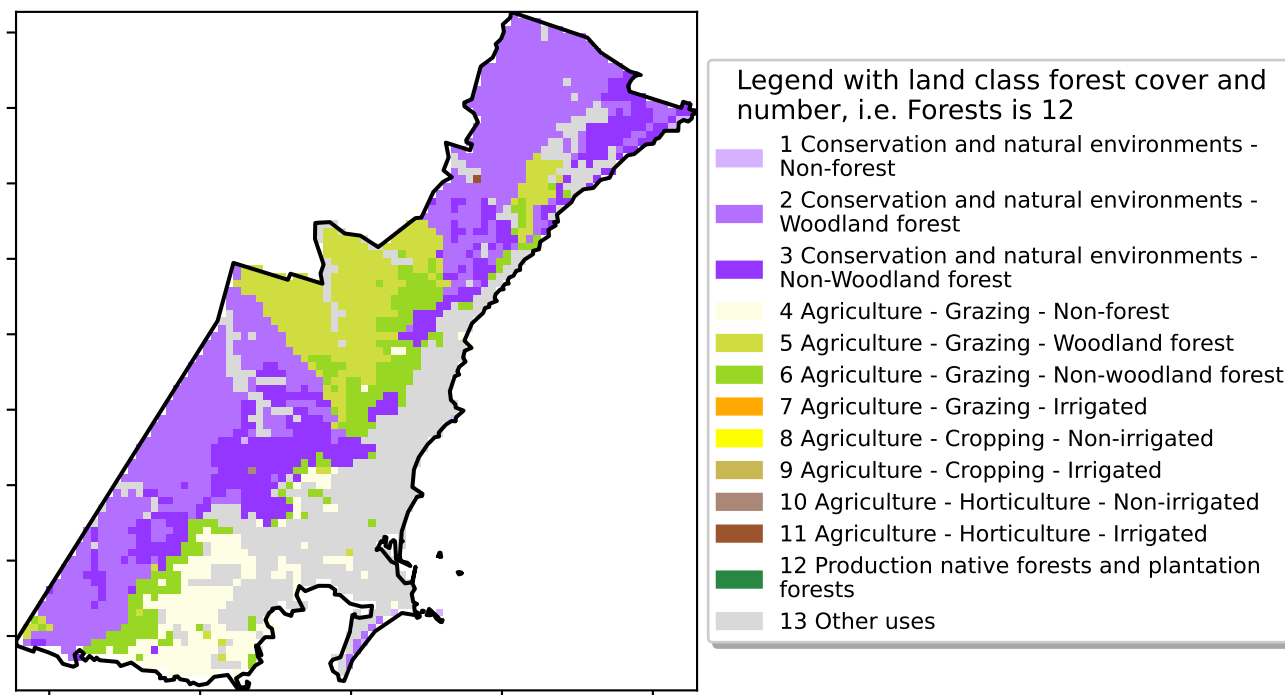 Legend with land class forest cover and
number, i.e. Forests is 12
1 Conservation and natural environments -
Non-forest
2 Conservation and natural environments -
Woodland forest
3 Conservation and natural environments -
Non-Woodland forest
4 Agriculture - Grazing - Non-forest
5 Agriculture - Grazing - Woodland forest
6 Agriculture - Grazing - Non-woodland forest
7 Agriculture - Grazing - Irrigated
8 Agriculture - Cropping - Non-irrigated
9 Agriculture - Cropping - Irrigated
10 Agriculture - Horticulture - Non-irrigated
11 Agriculture - Horticulture - Irrigated
12 Production native forests and plantation
forests
13 Other uses